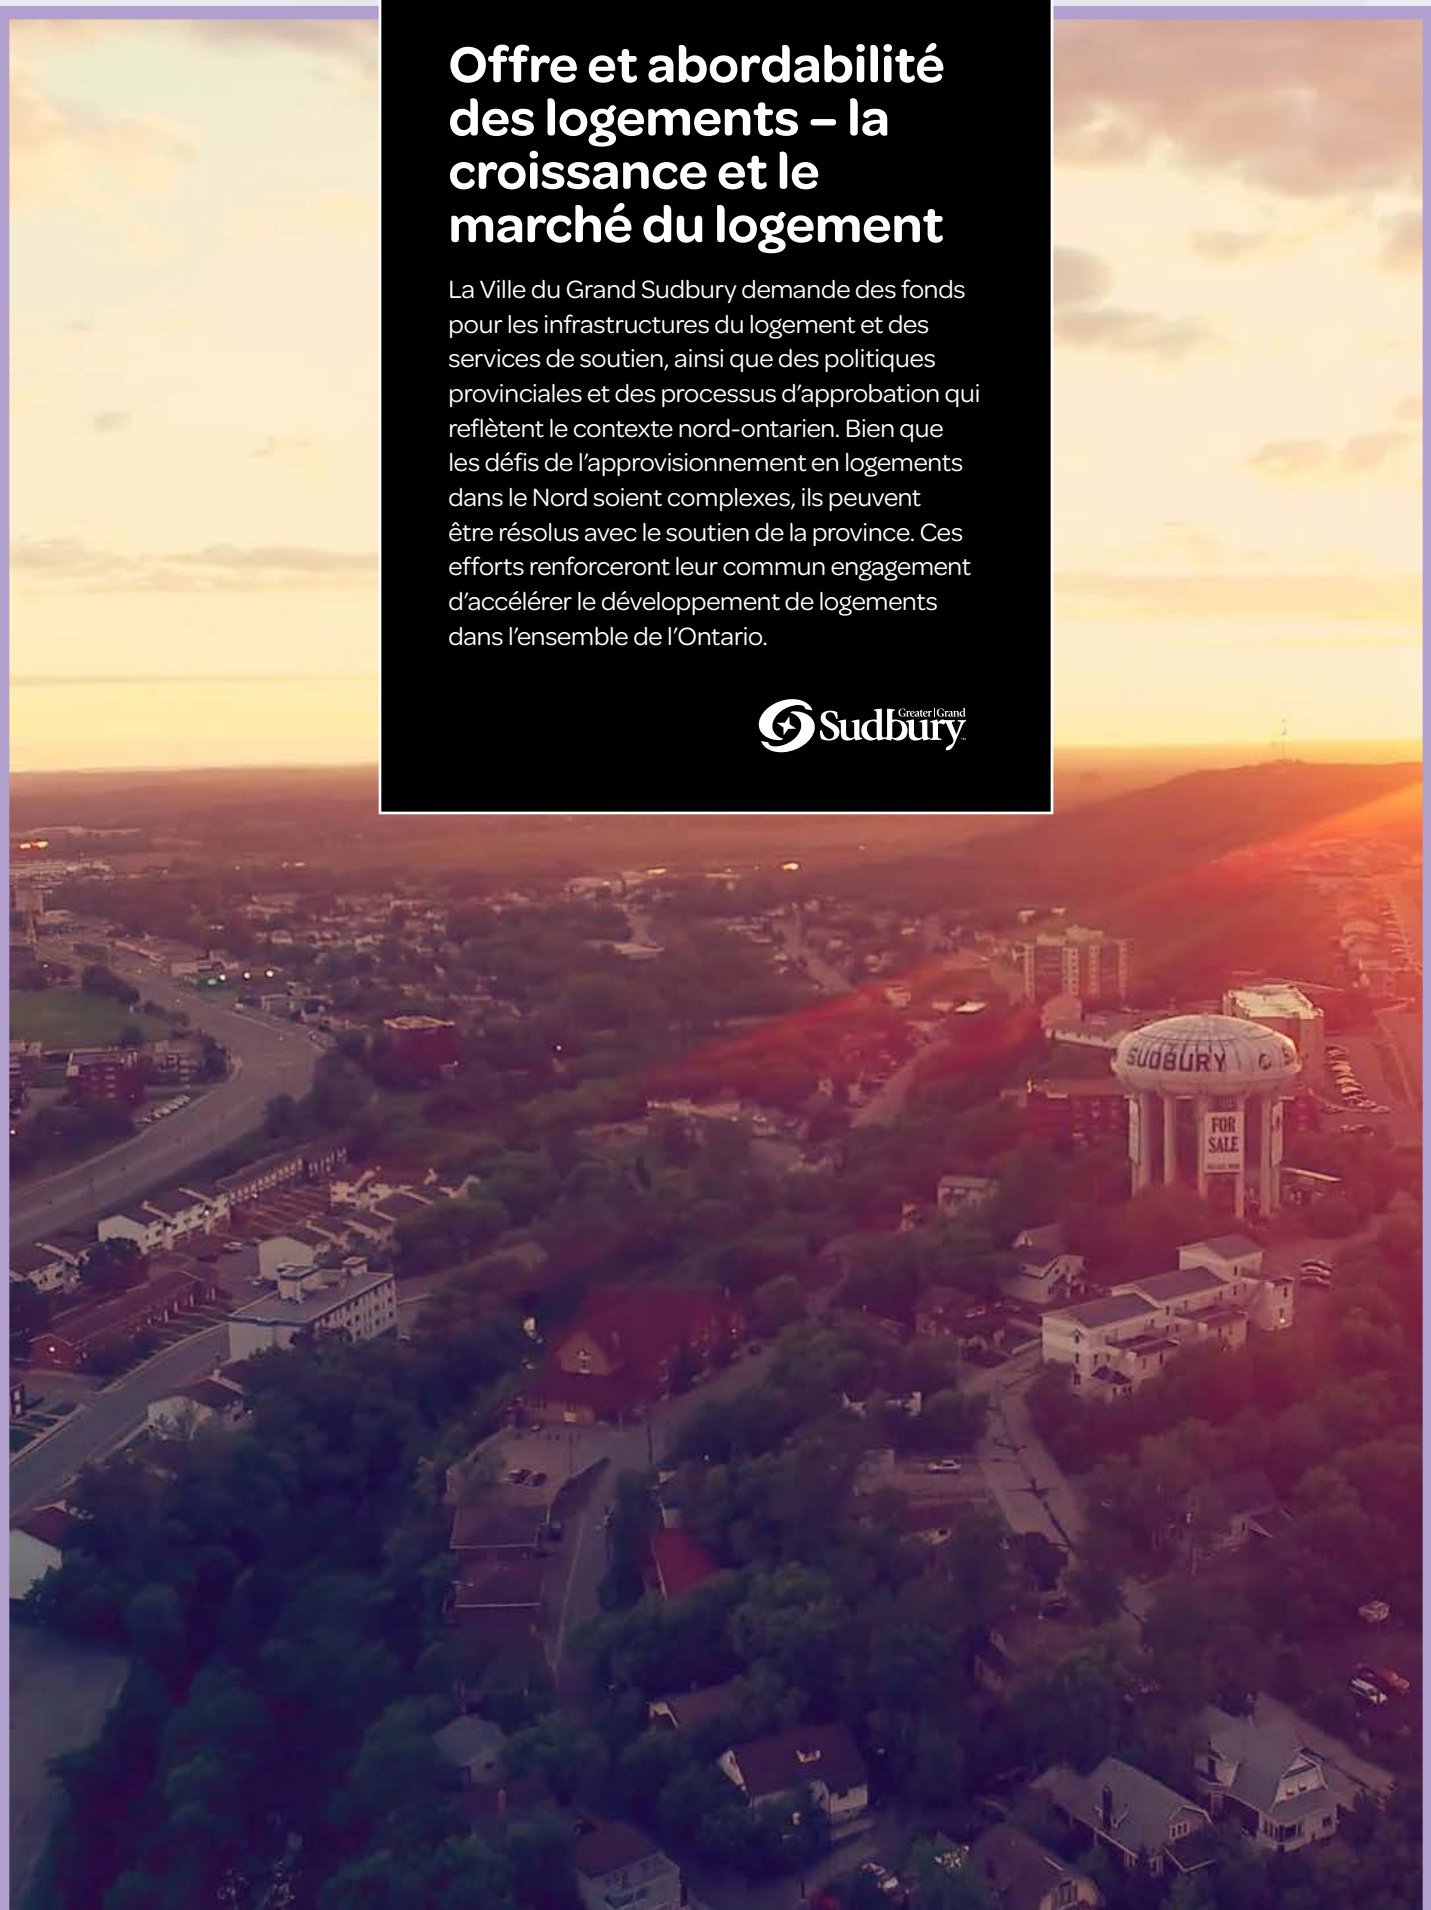 Offre et abordabilité
des logements – la
croissance et le
marché du logement
La Ville du Grand Sudbury demande des fonds
pour les infrastructures du logement et des
services de soutien, ainsi que des politiques
provinciales et des processus d’approbation qui
reflètent le contexte nord-ontarien. Bien que
les défis de l’approvisionnement en logements
dans le Nord soient complexes, ils peuvent
être résolus avec le soutien de la province. Ces
efforts renforceront leur commun engagement
d’accélérer le développement de logements
dans l’ensemble de l’Ontario.
Greater | Grand
Sudbury
SUDBURY
FOR
SALE